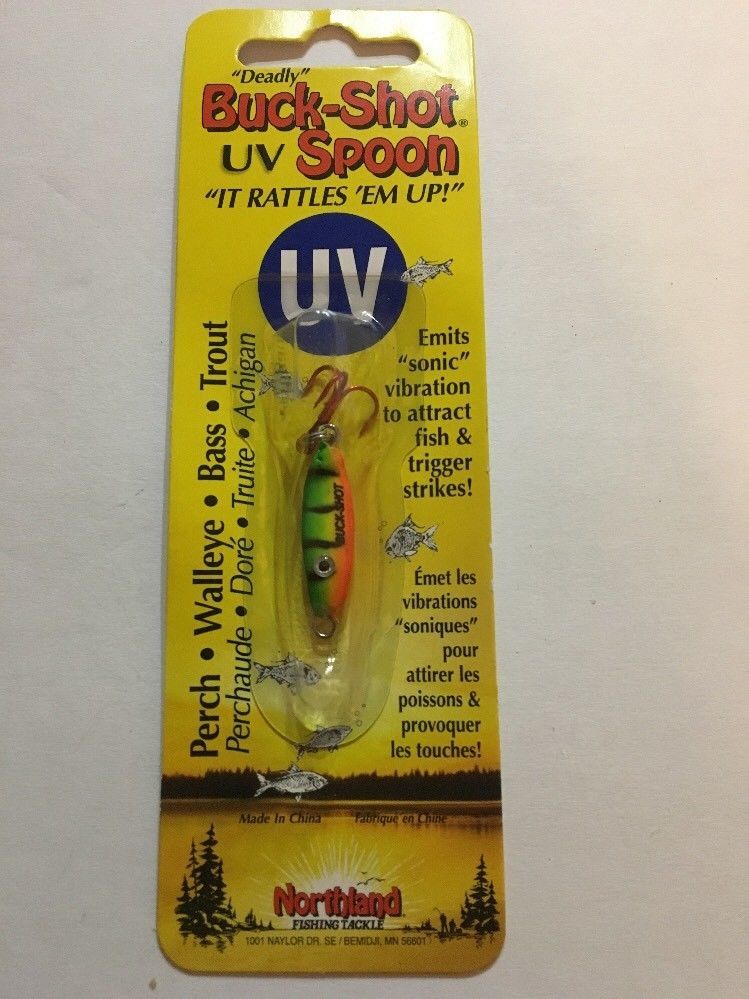 "Deadly"
Buck-Shot®
UV Spoon
"IT RATTLES 'EM UP!"
UV
Perch • Walleye • Bass • Trout
Perchaude • Doré • Truite • Achigan
Emits
"sonic"
vibration
to attract
fish &
trigger
strikes!
BUCK-SHOT
Émet les
vibrations
"soniques"
pour
attirer les
poissons &
provoquer
les touches!
Made In China
Fabriqué en Chine
Northland
FISHING TACKLE
1001 NAYLOR DR. SE / BEMIDJI, MN 56601